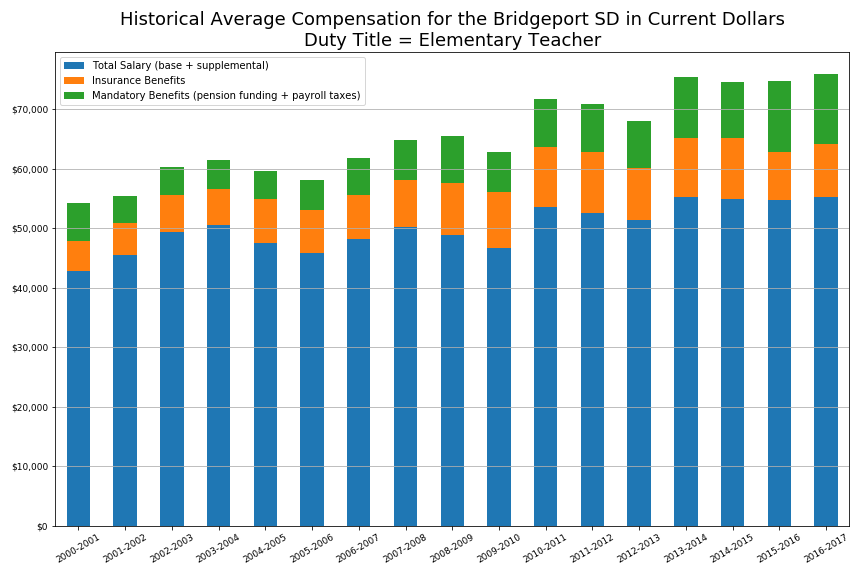 Historical Average Compensation for the Bridgeport SD in Current Dollars
Duty Title = Elementary Teacher
Total Salary (base + supplemental)
Insurance Benefits
Mandatory Benefits (pension funding + payroll taxes)
$70,000
$60,000
$50,000
$40,000
$30,000
$20,000
$10,000
$0
2000-2001 2001-2002 2002-2003 2003-2004 2004-2005 2005-2006 2006-2007 2007-2008 2008-2009 2009-2010 2010-2011 2011-2012 2012-2013 2013-2014 2014-2015 2015-2016 2016-2017